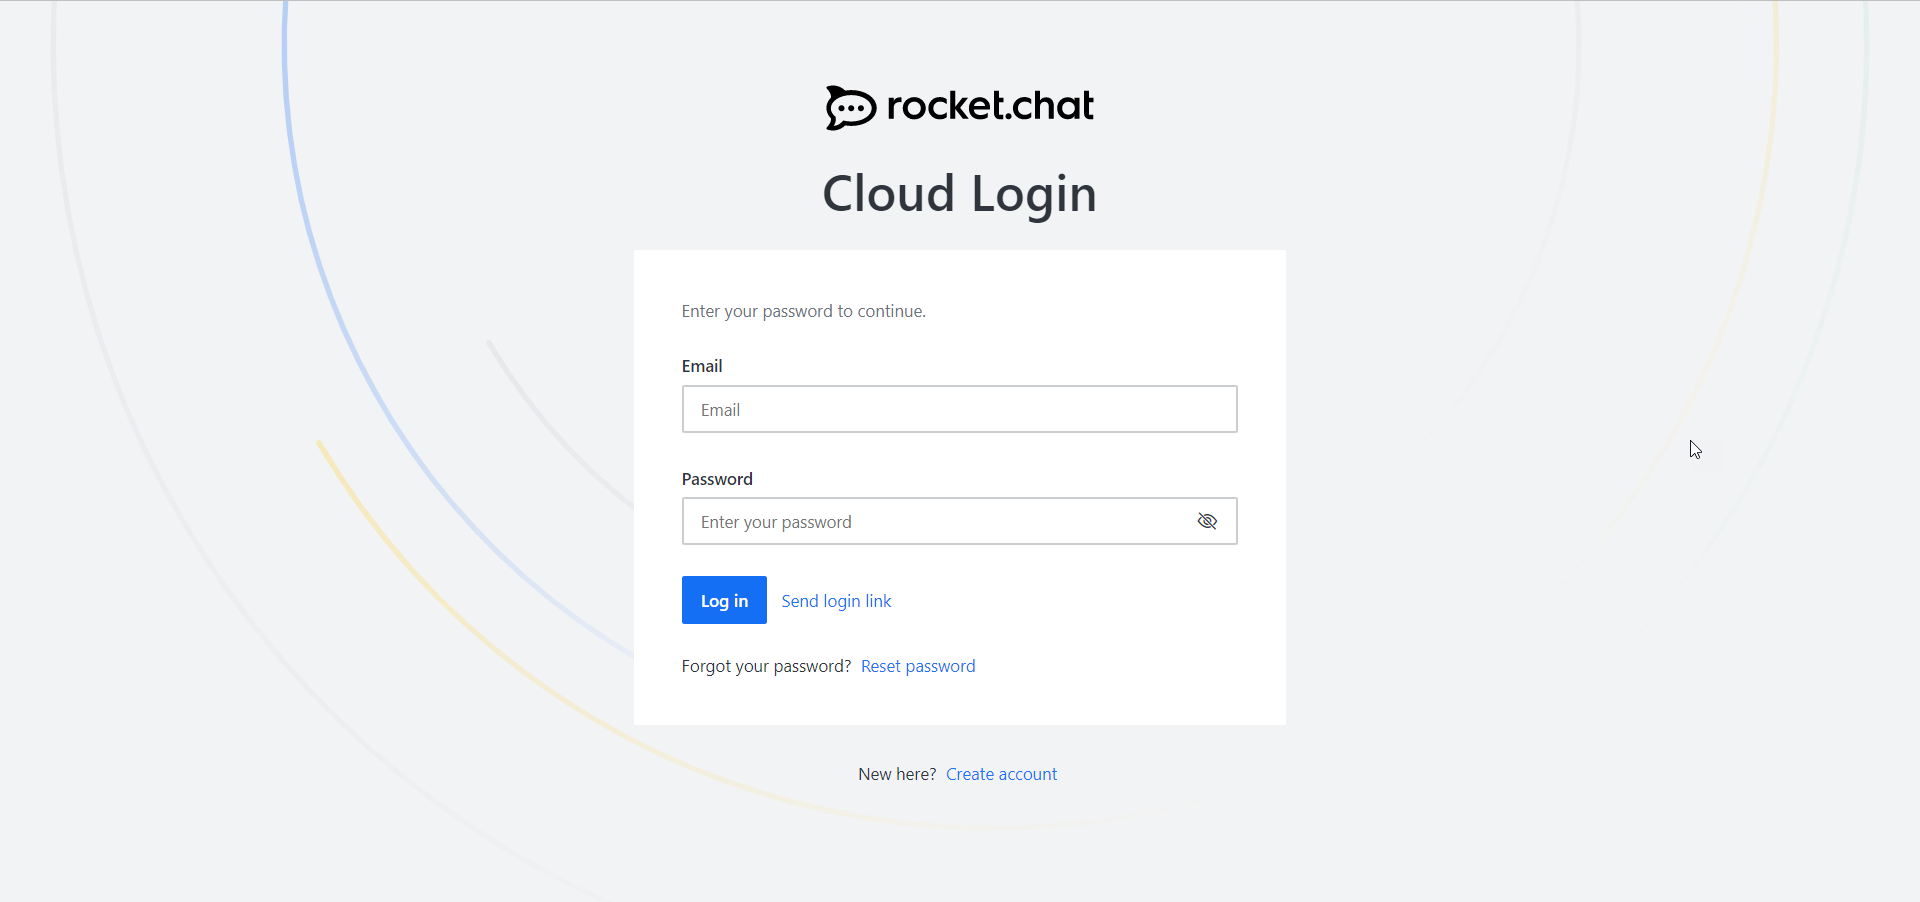 rocket.chat
Cloud Login
Enter your password to continue.
Email
Email
Password
Enter your password
Log in Send login link
Forgot your password? Reset password
New here? Create account